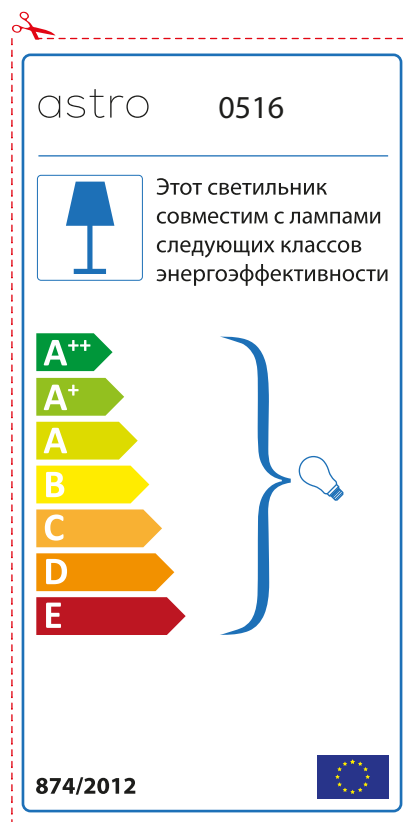 astro 0516
Этот светильник
совместим с лампами
следующих классов
энергоэффективности
A++
A+
A
B
C
D
E
874/2012